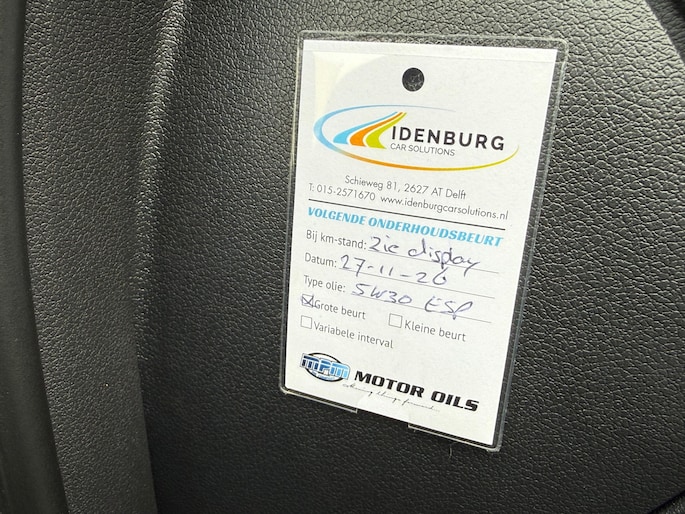 IDENBURG
CAR SOLUTIONS
Schieweg 81, 2627 AT Delft
T: 015-2571670 www.idenburgcarsolutions.nl
VOLGENDE ONDERHOUDSBEURT
Bij km-stand: zie display
Datum: 27-11-26
Type olie: 5W30 ESP
Grote beurt
Kleine beurt
Variabele interval
MOTOR OILS